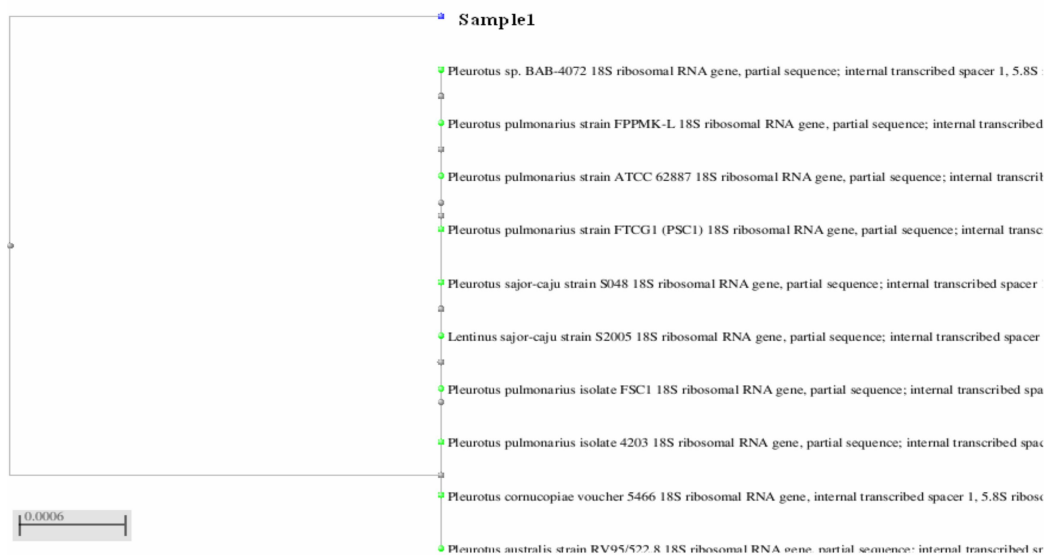 Sample1
Pleurotus sp. BAB-4072 18S ribosomal RNA gene, partial sequence; internal transcribed spacer 1, 5.8S
Pleurotus pulmonarius strain FPPMK-L 18S ribosomal RNA gene, partial sequence; internal transcribed
Pleurotus pulmonarius strain ATCC 62887 18S ribosomal RNA gene, partial sequence; internal transcrib
Pleurotus pulmonarius strain FTCG1 (PSC1) 18S ribosomal RNA gene, partial sequence; internal transc
Pleurotus sajor-caju strain S048 18S ribosomal RNA gene, partial sequence; internal transcribed spacer
Lentinus sajor-caju strain S2005 18S ribosomal RNA gene, partial sequence; internal transcribed spacer
Pleurotus pulmonarius isolate FSC1 18S ribosomal RNA gene, partial sequence; internal transcribed spa
Pleurotus pulmonarius isolate 4203 18S ribosomal RNA gene, partial sequence; internal transcribed spac
Pleurotus cornucopiae voucher 5466 18S ribosomal RNA gene, internal transcribed spacer 1, 5.8S riboso
0.0006
Pleurotus australis strain RV95/522.8 18S ribosomal RNA gene, partial sequence; internal transcribed sp